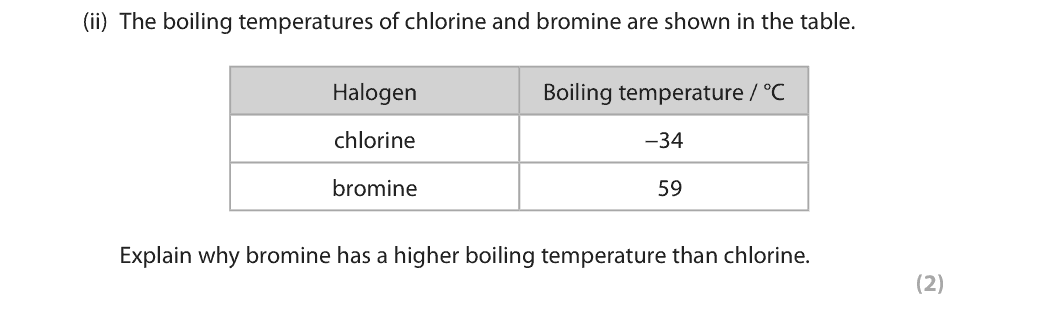 (ii) The boiling temperatures of chlorine and bromine are shown in the table.
Halogen Boiling temperature / °C
chlorine –34
bromine 59
Explain why bromine has a higher boiling temperature than chlorine.
(2)